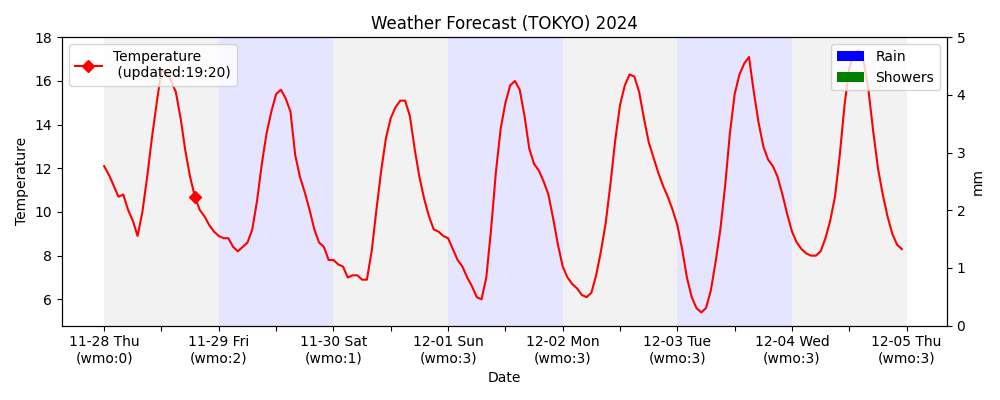 Weather Forecast (TOKYO) 2024
Temperature
(updated:19:20)
Rain
Showers
Temperature
18
16
14
12
10
8
6
5
4
3
2
1
0
mm
11-28 Thu
(wmo:0)
11-29 Fri
(wmo:2)
11-30 Sat
(wmo:1)
12-01 Sun
(wmo:3)
12-02 Mon
(wmo:3)
12-03 Tue
(wmo:3)
12-04 Wed
(wmo:3)
12-05 Thu
(wmo:3)
Date